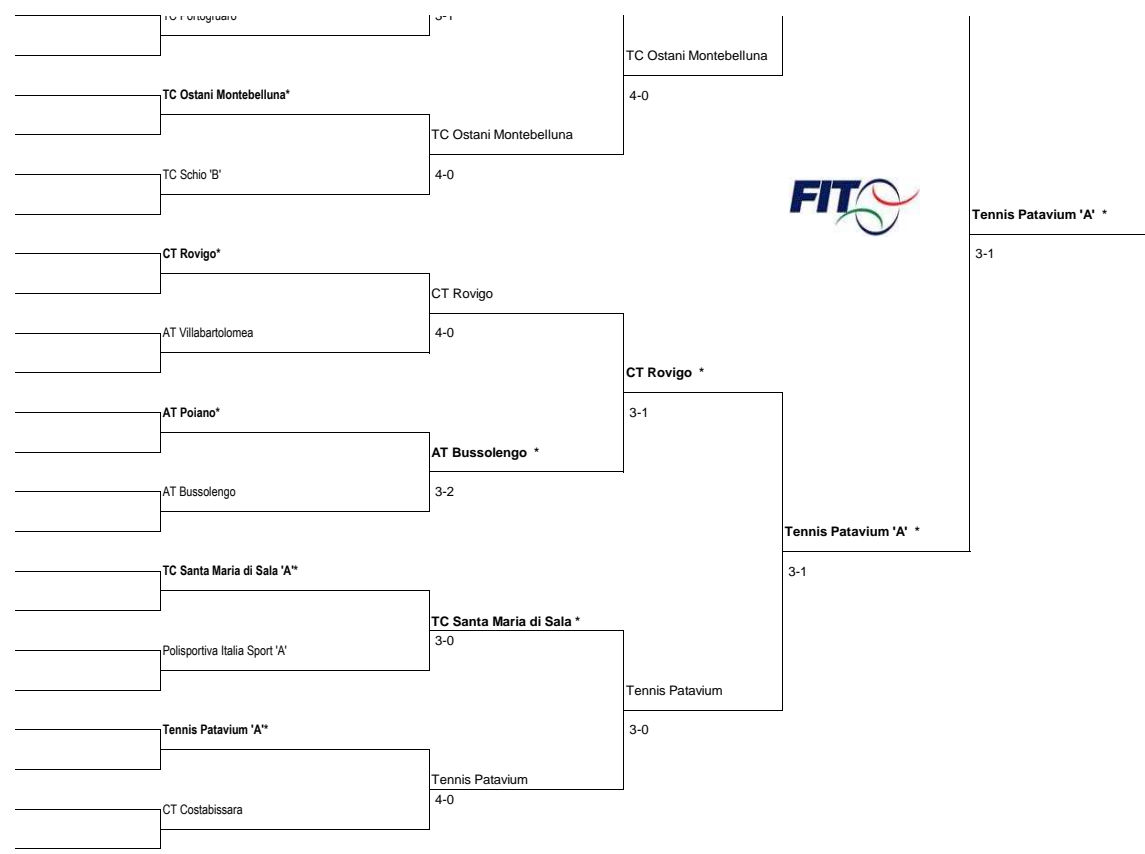 TC Portogruaro
3-1
TC Ostani Montebelluna
TC Ostani Montebelluna*
4-0
TC Ostani Montebelluna
TC Schio 'B'
4-0
FIT
Tennis Patavium 'A' *
CT Rovigo*
3-1
CT Rovigo
AT Villabartolomea
4-0
CT Rovigo *
AT Poiano*
3-1
AT Bussolengo *
AT Bussolengo
3-2
Tennis Patavium 'A' *
TC Santa Maria di Sala 'A'*
3-1
TC Santa Maria di Sala *
3-0
Polisportiva Italia Sport 'A'
Tennis Patavium
Tennis Patavium 'A'*
3-0
Tennis Patavium
4-0
CT Costabissara